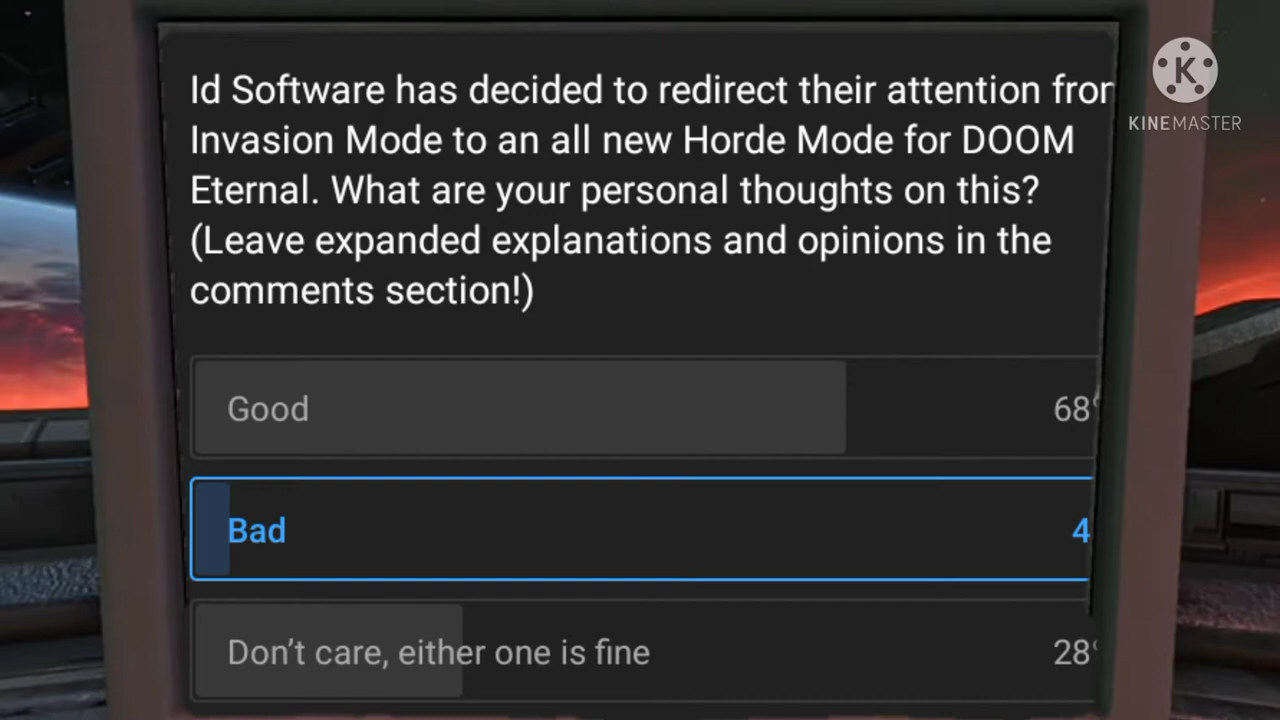 Id Software has decided to redirect their attention from
Invasion Mode to an all new Horde Mode for DOOM
Eternal. What are your personal thoughts on this?
(Leave expanded explanations and opinions in the
comments section!)
Good 68%
Bad 4
Don't care, either one is fine 28%
K
KINEMASTER